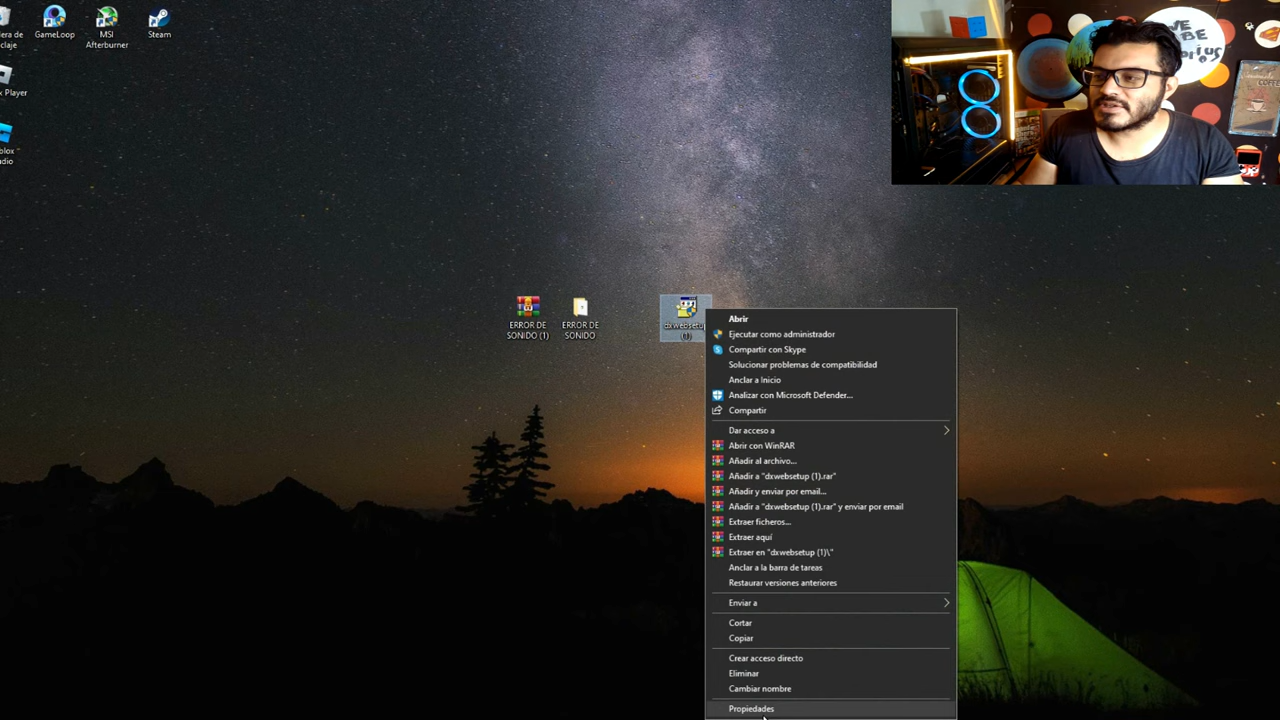 GameLoop
MSI
Afterburner
Steam
dera de
claje
Player
blox
udio
ERROR DE
SONIDO (1)
ERROR DE
SONIDO
dxwebsetup
(1)
Abrir
Ejecutar como administrador
Compartir con Skype
Solucionar problemas de compatibilidad
Anclar a Inicio
Analizar con Microsoft Defender...
Compartir
Dar acceso a
Abrir con WinRAR
Añadir al archivo...
Añadir a "dxwebsetup (1).rar"
Añadir y enviar por email...
Añadir a "dxwebsetup (1).rar" y enviar por email
Extraer ficheros...
Extraer aquí
Extraer en "dxwebsetup (1)\"
Anclar a la barra de tareas
Restaurar versiones anteriores
Enviar a
Cortar
Copiar
Crear acceso directo
Eliminar
Cambiar nombre
Propiedades